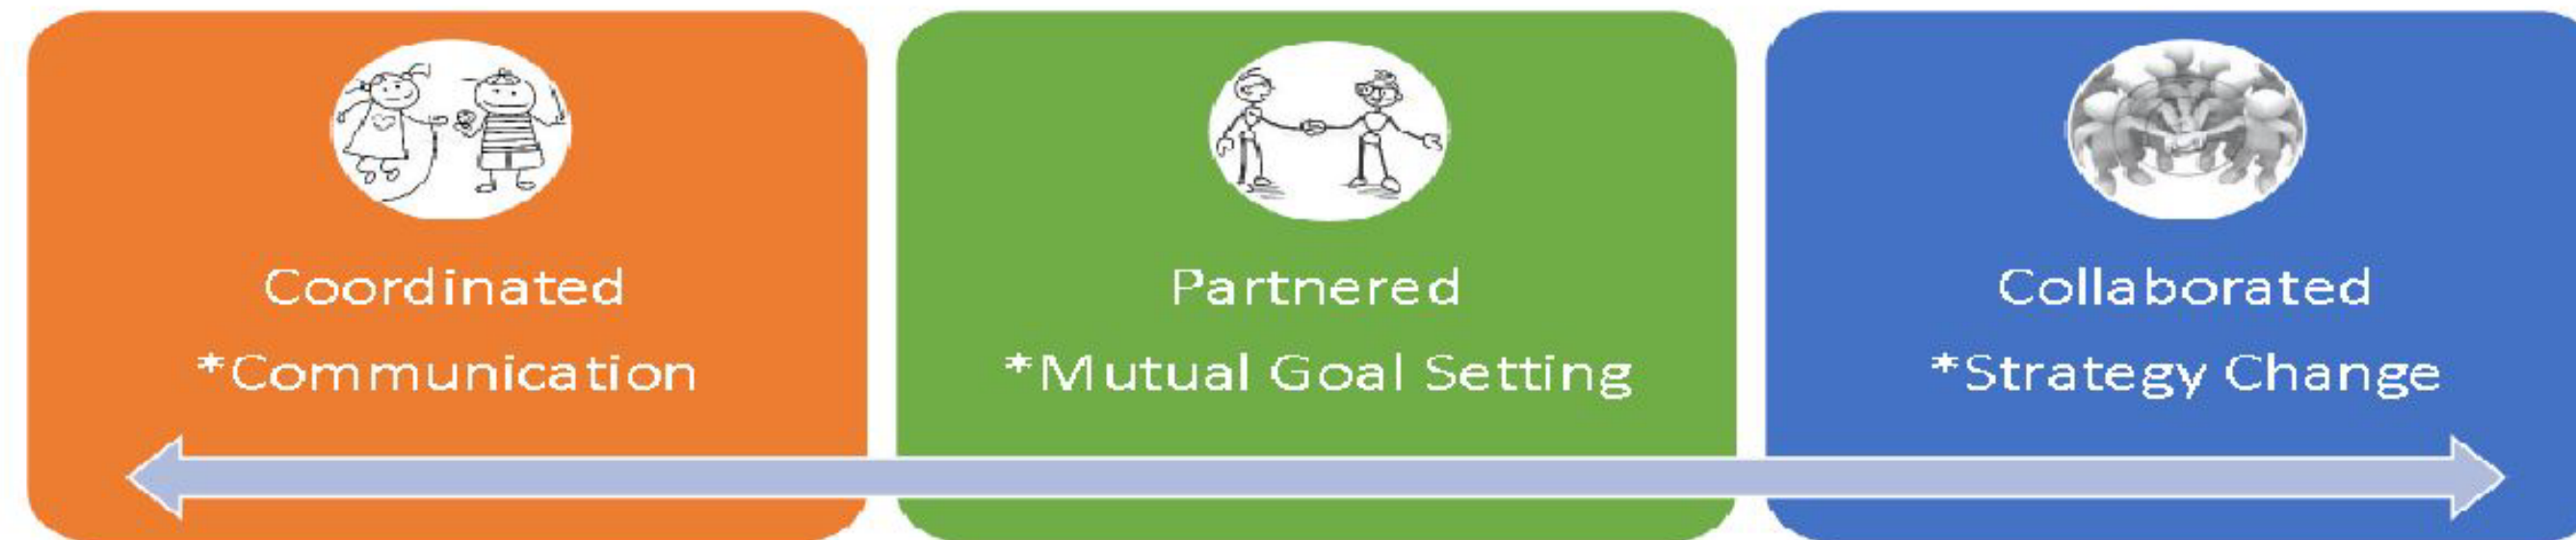 Coordinated
*Communication
Partnered
*Mutual Goal Setting
Collaborated
*Strategy Change